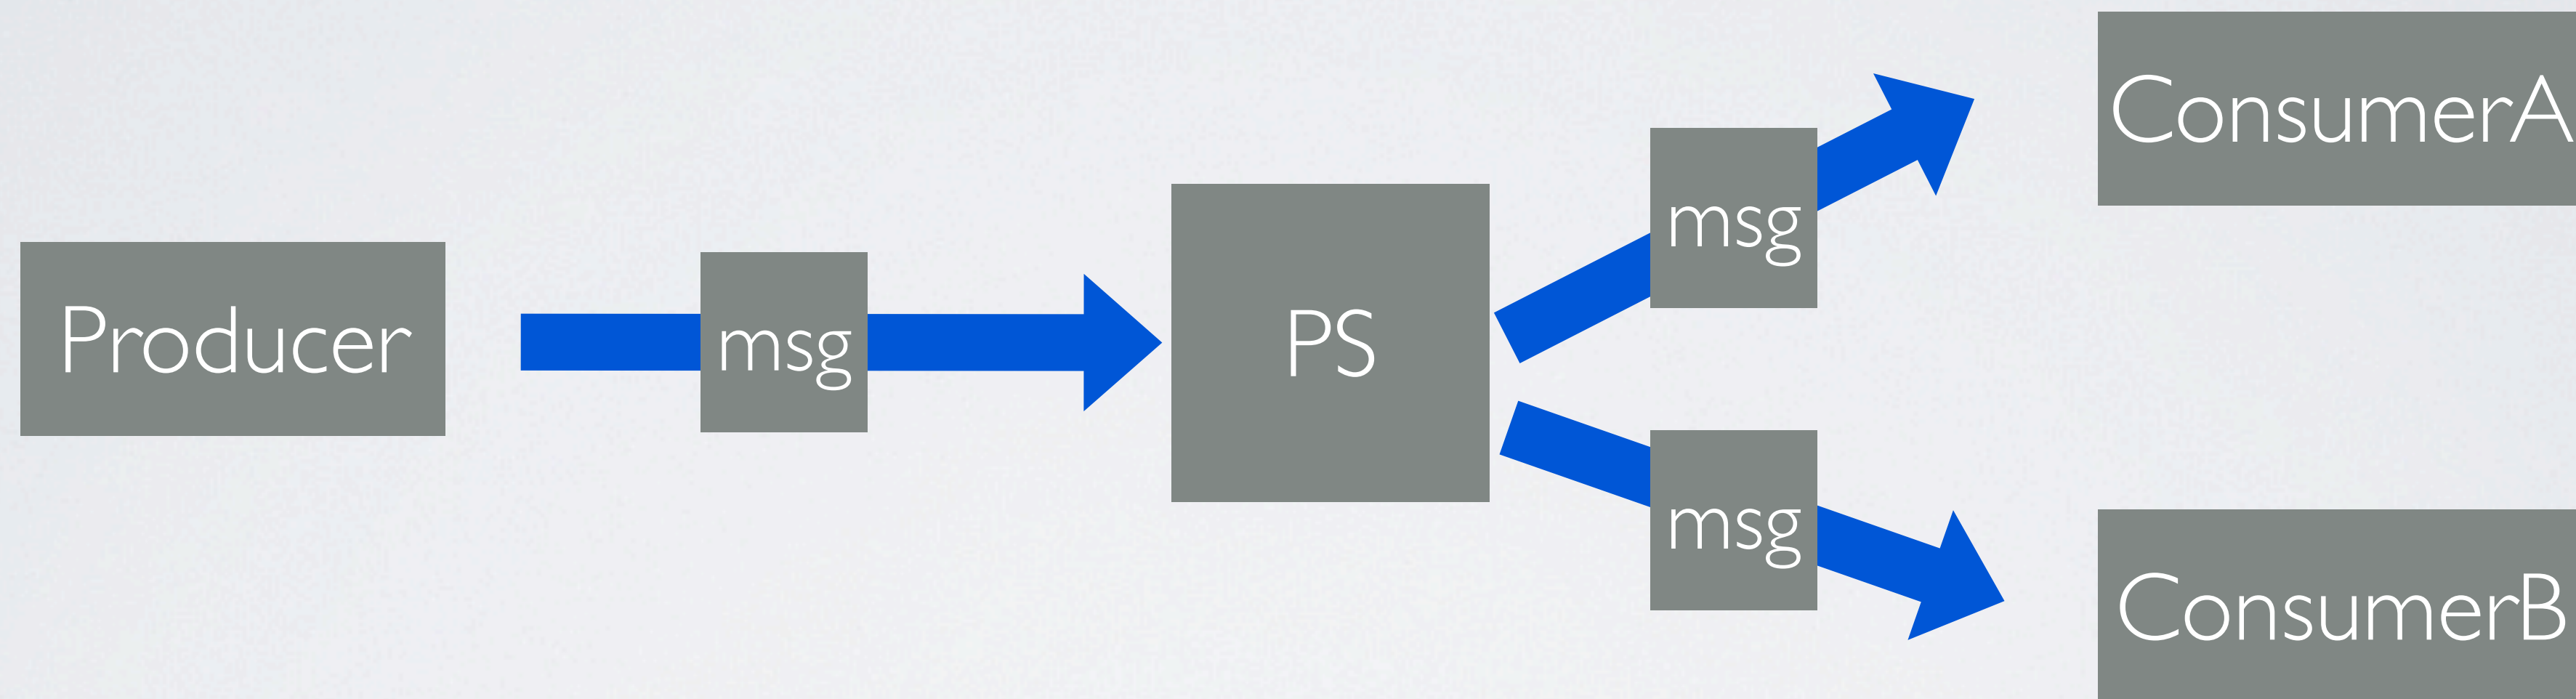 Producer
msg
PS
msg
msg
ConsumerA
ConsumerB